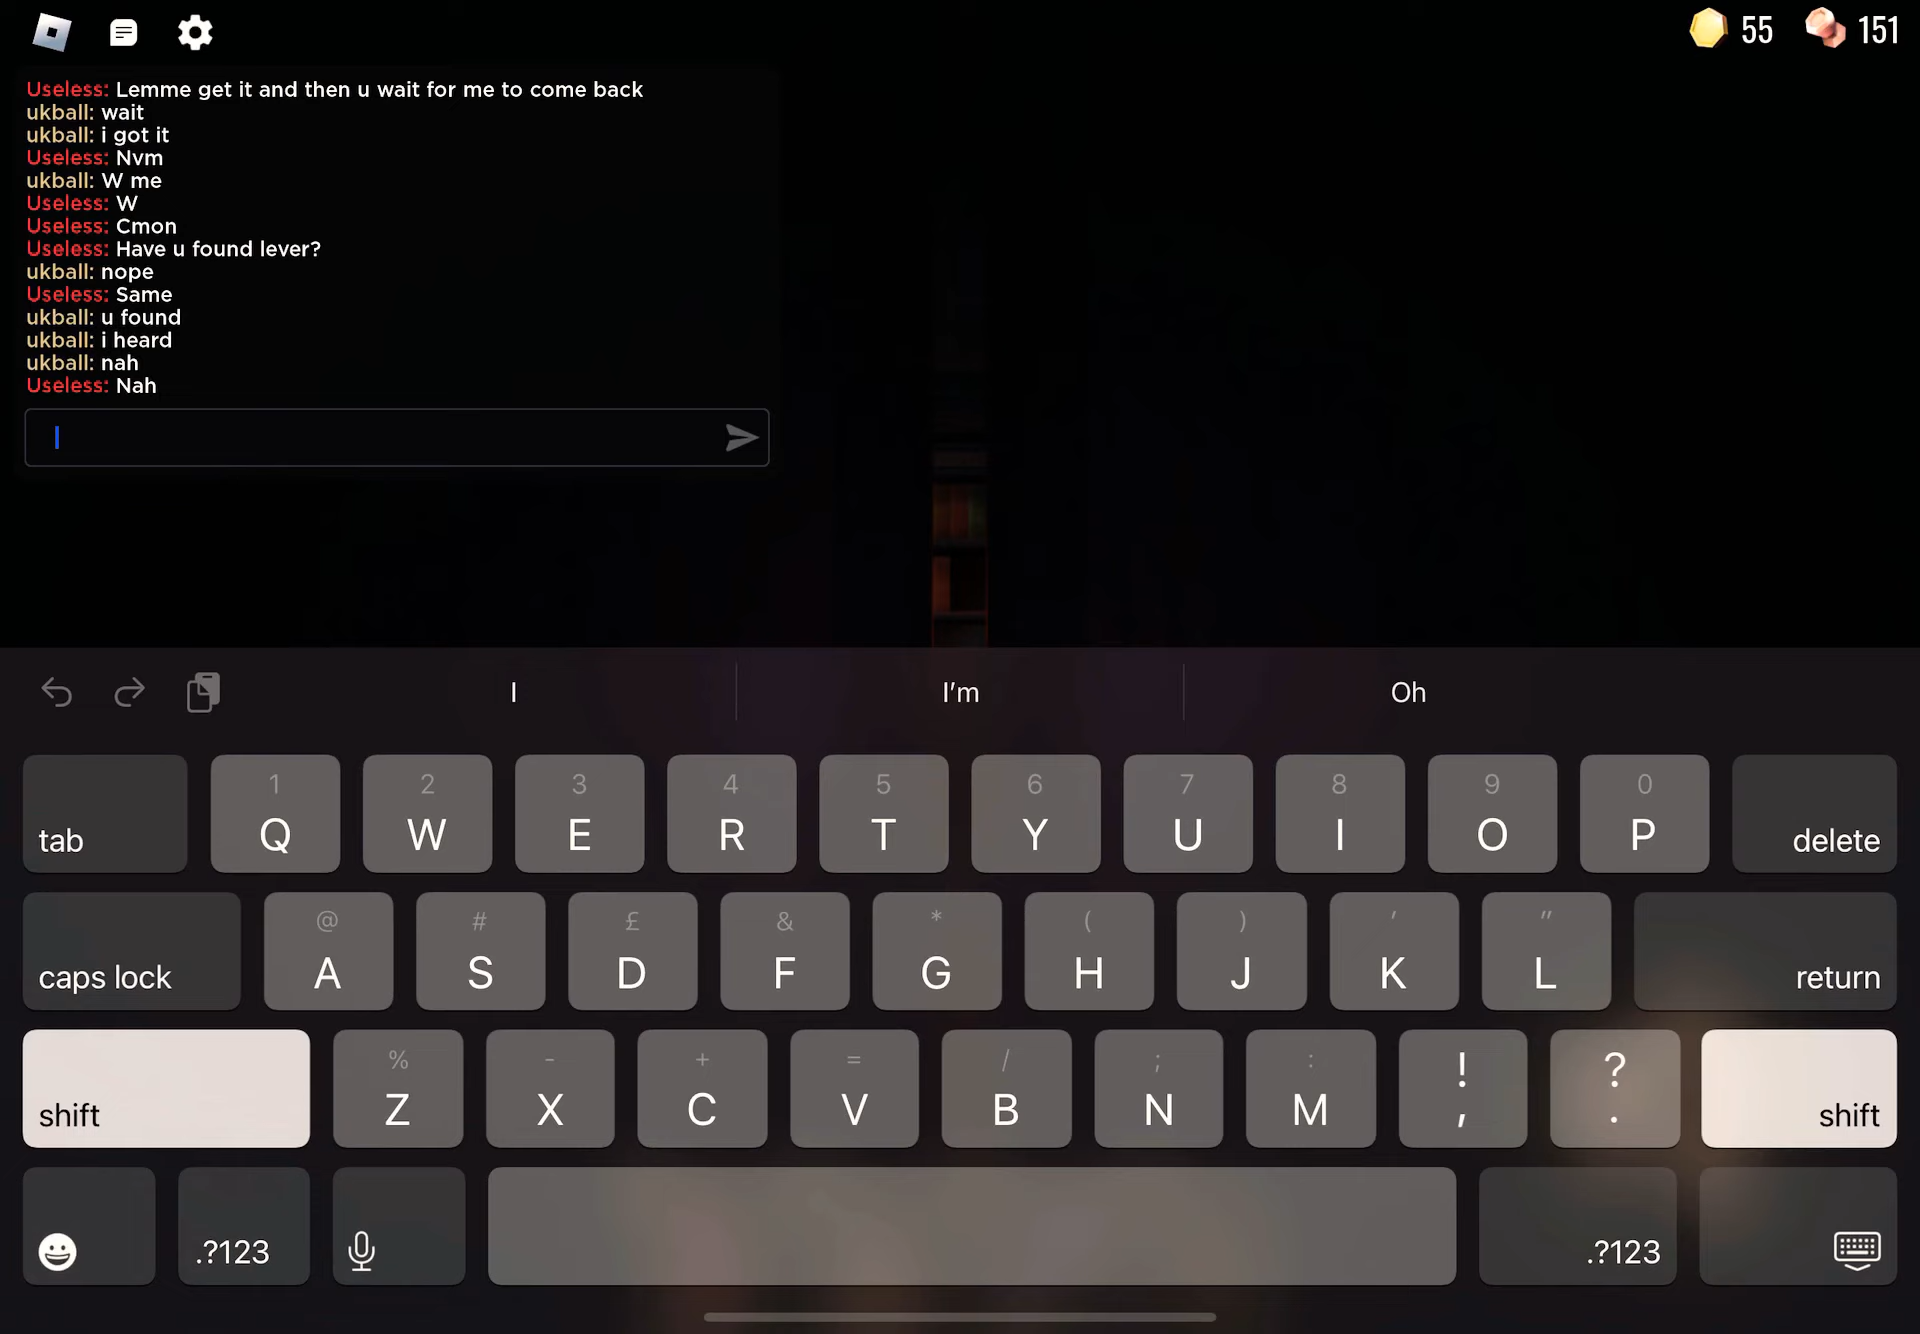 55 151
Useless: Lemme get it and then u wait for me to come back
ukball: wait
ukball: i got it
Useless: Nvm
ukball: W me
Useless: W
Useless: Cmon
Useless: Have u found lever?
ukball: nope
Useless: Same
ukball: u found
ukball: i heard
ukball: nah
Useless: Nah
I I'm Oh
1 2 3 4 5 6 7 8 9 0
tab Q W E R T Y U I O P delete
@ # £ & * ( ) ' "
caps lock A S D F G H J K L return
% - + = / ; : ! ?
shift Z X C V B N M , . shift
.?123 .?123